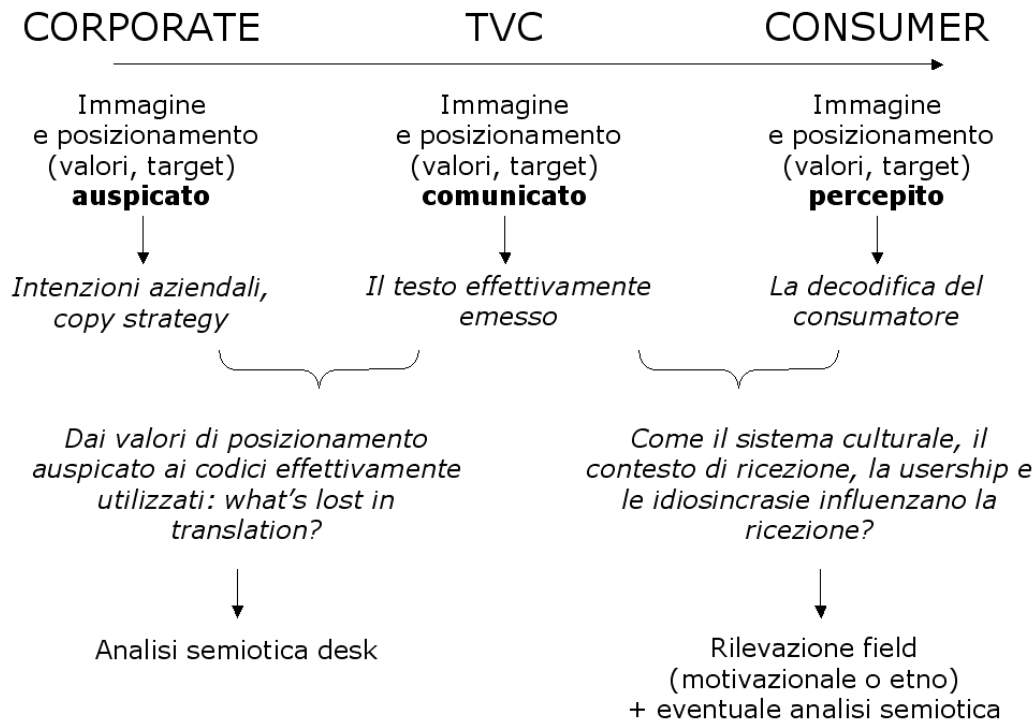 CORPORATE
TVC
CONSUMER
Immagine
e posizionamento
(valori, target)
auspicato
Immagine
e posizionamento
(valori, target)
comunicato
Immagine
e posizionamento
(valori, target)
percepito
Intenzioni aziendali,
copy strategy
Il testo effettivamente
emesso
La decodifica del
consumatore
Dai valori di posizionamento
auspicato ai codici effettivamente
utilizzati: what's lost in
translation?
Come il sistema culturale, il
contesto di ricezione, la usership e
le idiosincrasie influenzano la
ricezione?
Analisi semiotica desk
Rilevazione field
(motivazionale o etno)
+ eventuale analisi semiotica